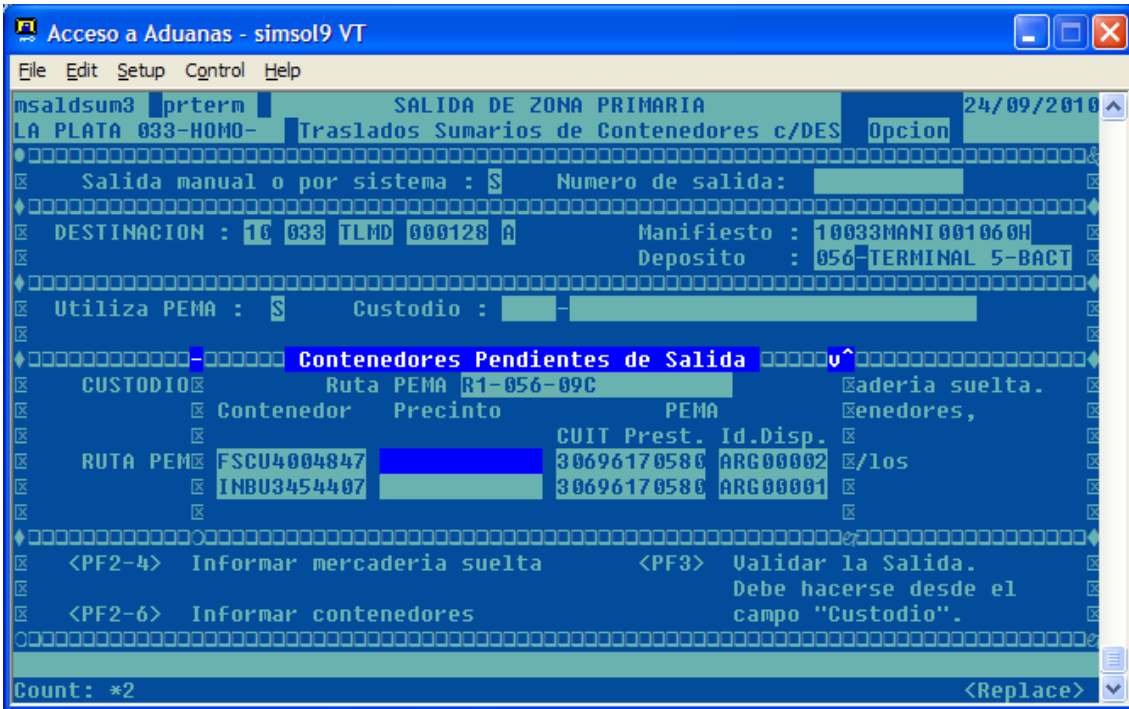 Acceso a Aduanas - simsol9 VT
File Edit Setup Control Help
msaldsum3 prterm SALIDA DE ZONA PRIMARIA 24/09/2010
LA PLATA 033-HOMO- Traslados Sumarios de Contenedores c/DES Opcion
Salida manual o por sistema : S Numero de salida:
DESTINACION : 10 033 TLMD 000128 A Manifiesto : 10033MANI001060H
Deposito : 056-TERMINAL 5-BACT
Utiliza PEMA : S Custodio : -
- Contenedores Pendientes de Salida v^
CUSTODIO Ruta PEMA R1-056-09C aderia suelta.
Contenedor Precinto PEMA enedores,
CUIT Prest. Id.Disp.
RUTA PEM FSCU4004847 30696170580 ARG00002 /los
INBU3454407 30696170580 ARG00001
<PF2-4> Informar mercaderia suelta <PF3> Validar la Salida.
Debe hacerse desde el
<PF2-6> Informar contenedores campo "Custodio".
Count: *2 <Replace>